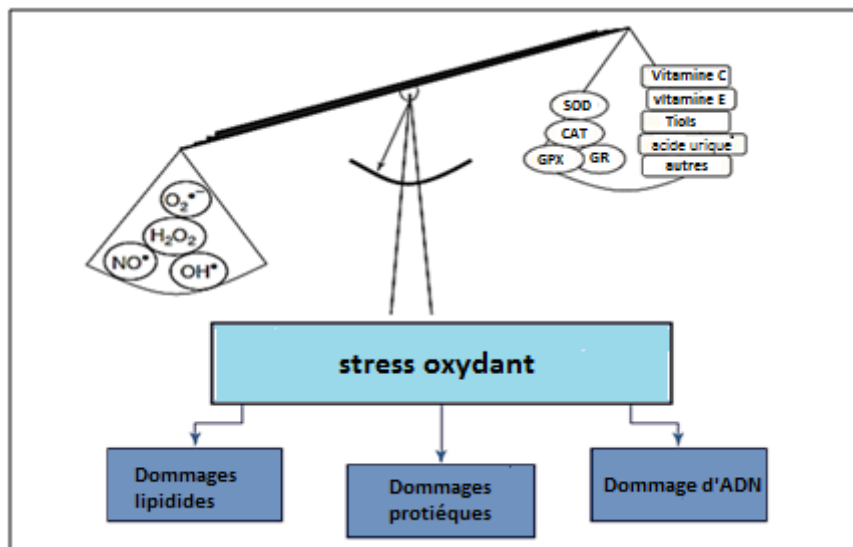 Vitamine C
vitamine E
Tiols
acide urique
autres
SOD
CAT
GPX
GR
O₂•⁻
H₂O₂
NO•
OH•
stress oxydant
Dommages
lipidides
Dommages
protiéques
Dommage d'ADN